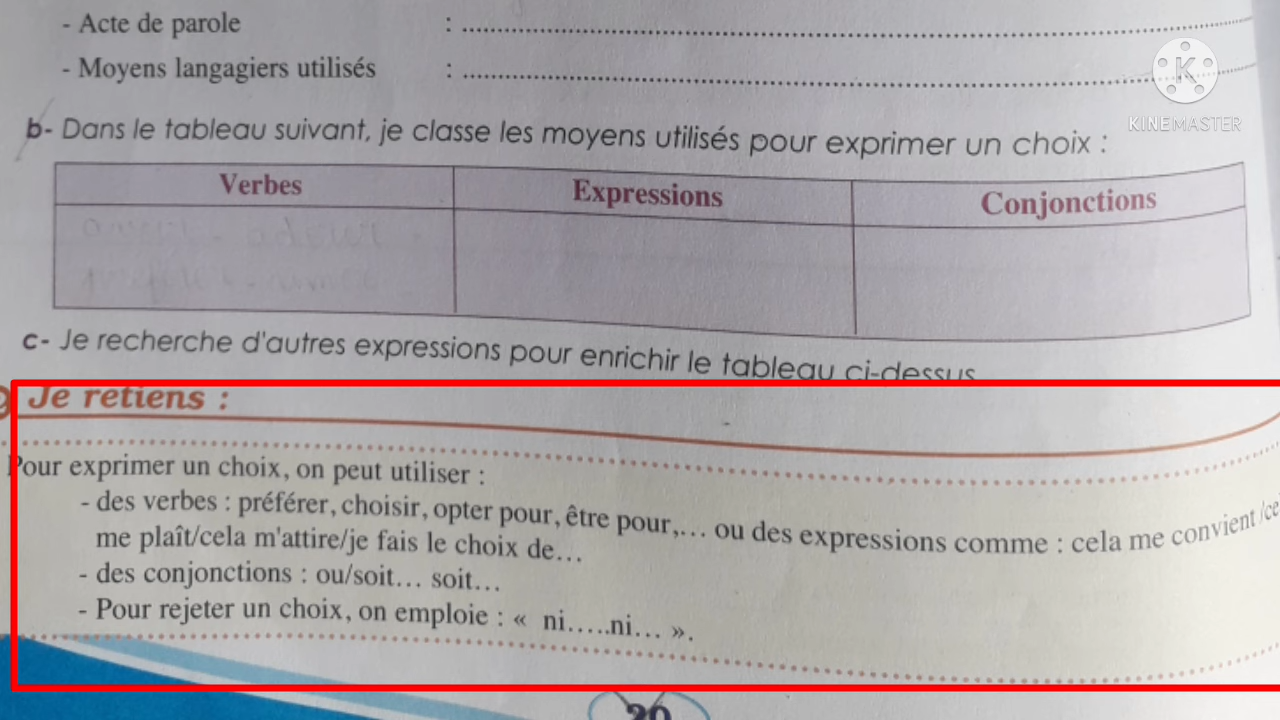 - Acte de parole : ........................
- Moyens langagiers utilisés : ........................
KINEMASTER
b- Dans le tableau suivant, je classe les moyens utilisés pour exprimer un choix :
Verbes Expressions Conjonctions
c- Je recherche d'autres expressions pour enrichir le tableau ci-dessus
Je retiens :
Pour exprimer un choix, on peut utiliser :
- des verbes : préférer, choisir, opter pour, être pour,... ou des expressions comme : cela me convient /ce
me plaît/cela m'attire/je fais le choix de...
- des conjonctions : ou/soit... soit...
- Pour rejeter un choix, on emploie : « ni.....ni... ».
20